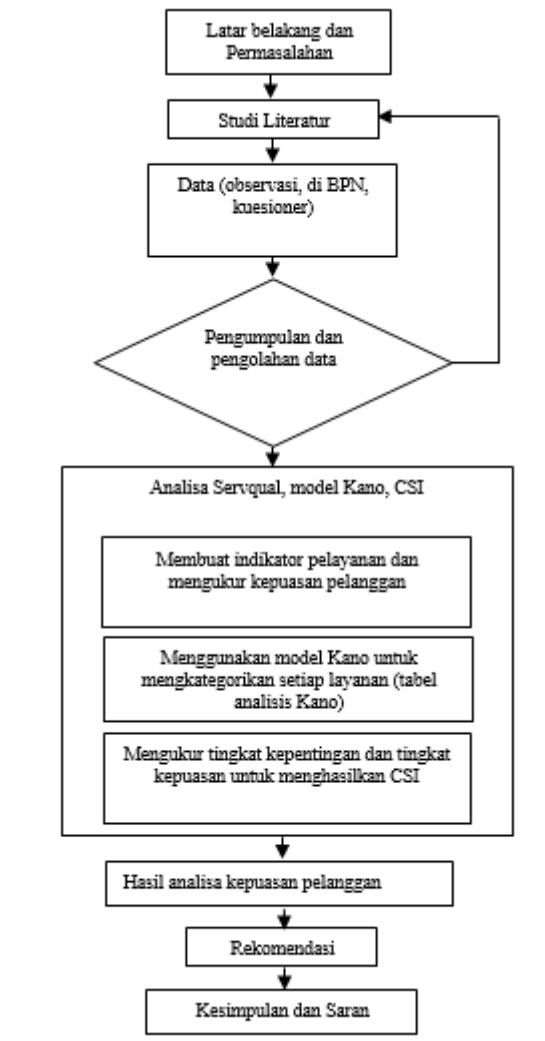 Latar belakang dan
Permasalahan
Studi Literatur
Data (observasi, di BPN,
kuesioner)
Pengumpulan dan
pengolahan data
Analisa Servqual, model Kano, CSI
Membuat indikator pelayanan dan
mengukur kepuasan pelanggan
Menggunakan model Kano untuk
mengkategorikan setiap layanan (tabel
analisis Kano)
Mengukur tingkat kepentingan dan tingkat
kepuasan untuk menghasilkan CSI
Hasil analisa kepuasan pelanggan
Rekomendasi
Kesimpulan dan Saran